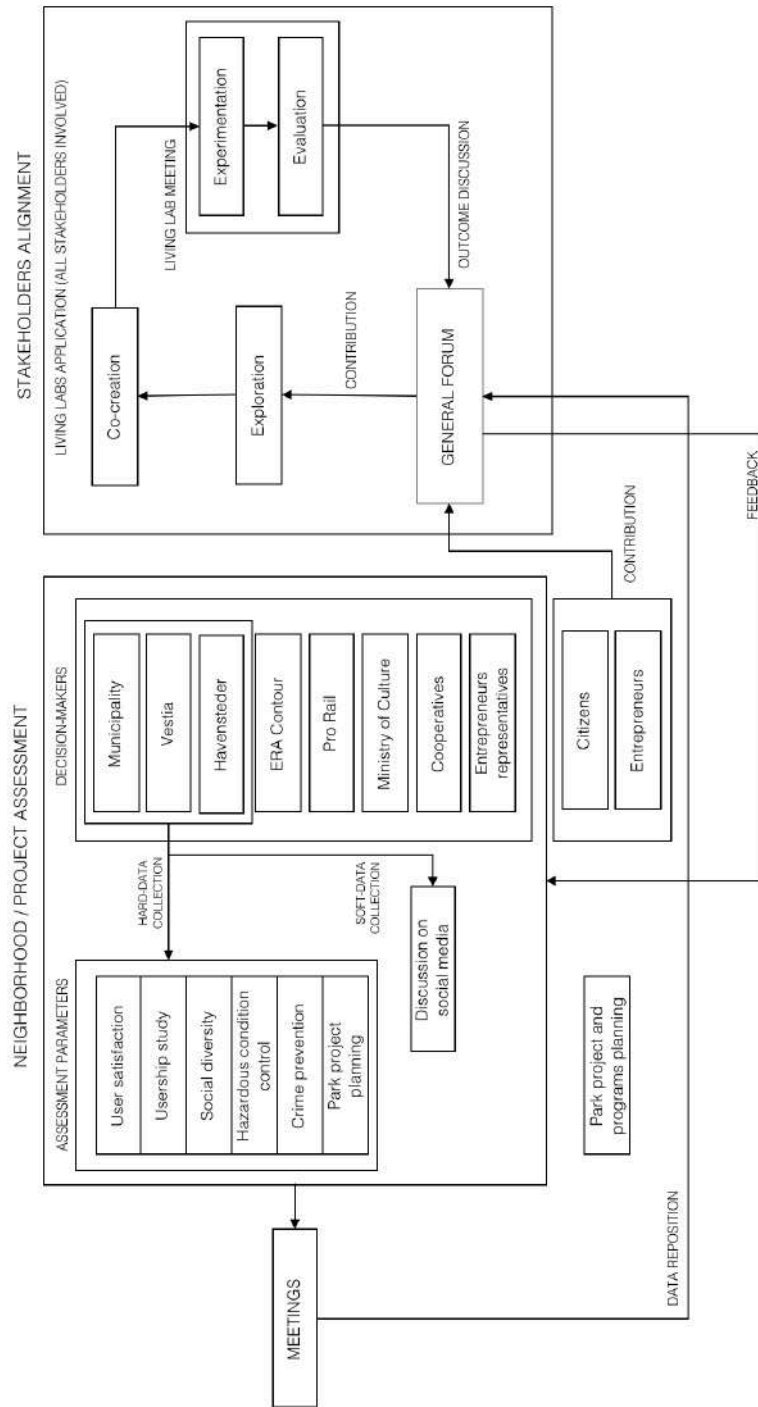 NEIGHBORHOOD / PROJECT ASSESSMENT
ASSESSMENT PARAMETERS
User satisfaction
Usership study
Social diversity
Hazardous condition
control
Crime prevention
Park project
planning
HARD-DATA
COLLECTION
SOFT-DATA
COLLECTION
Discussion on
social media
DECISION-MAKERS
Municipality
Vestia
Havensteder
ERA Contour
Pro Rail
Ministry of Culture
Cooperatives
Entrepreneurs
representatives
Citizens
Entrepreneurs
Park project and
programs planning
MEETINGS
DATA REPOSITION
CONTRIBUTION
FEEDBACK
STAKEHOLDERS ALIGNMENT
LIVING LABS APPLICATION (ALL STAKEHOLDERS INVOLVED)
Co-creation
Exploration
CONTRIBUTION
GENERAL FORUM
LIVING LAB MEETING
Experimentation
Evaluation
OUTCOME DISCUSSION